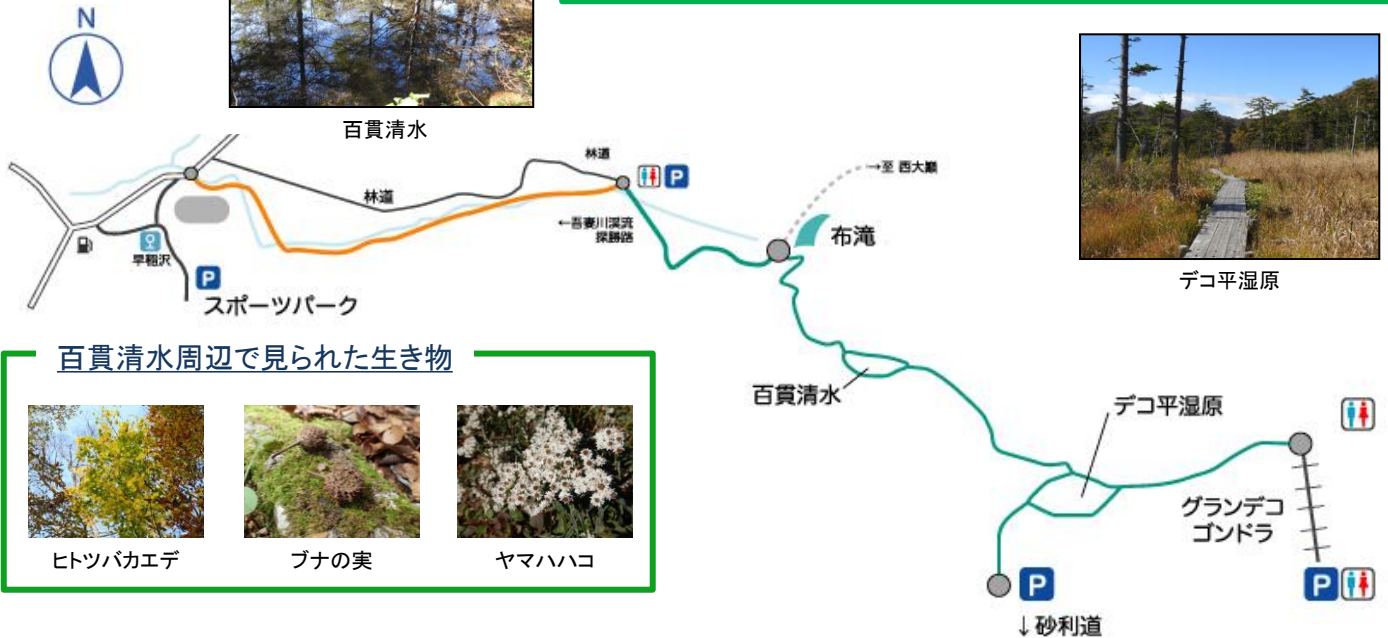 N
百貫清水
デコ平湿原
林道
林道
→至 西大巓
←吾妻川渓流
探勝路
布滝
早稲沢
P
P
スポーツパーク
百貫清水周辺で見られた生き物
ヒトツバカエデ
ブナの実
ヤマハハコ
百貫清水
デコ平湿原
グランデコ
ゴンドラ
P
P
↓砂利道